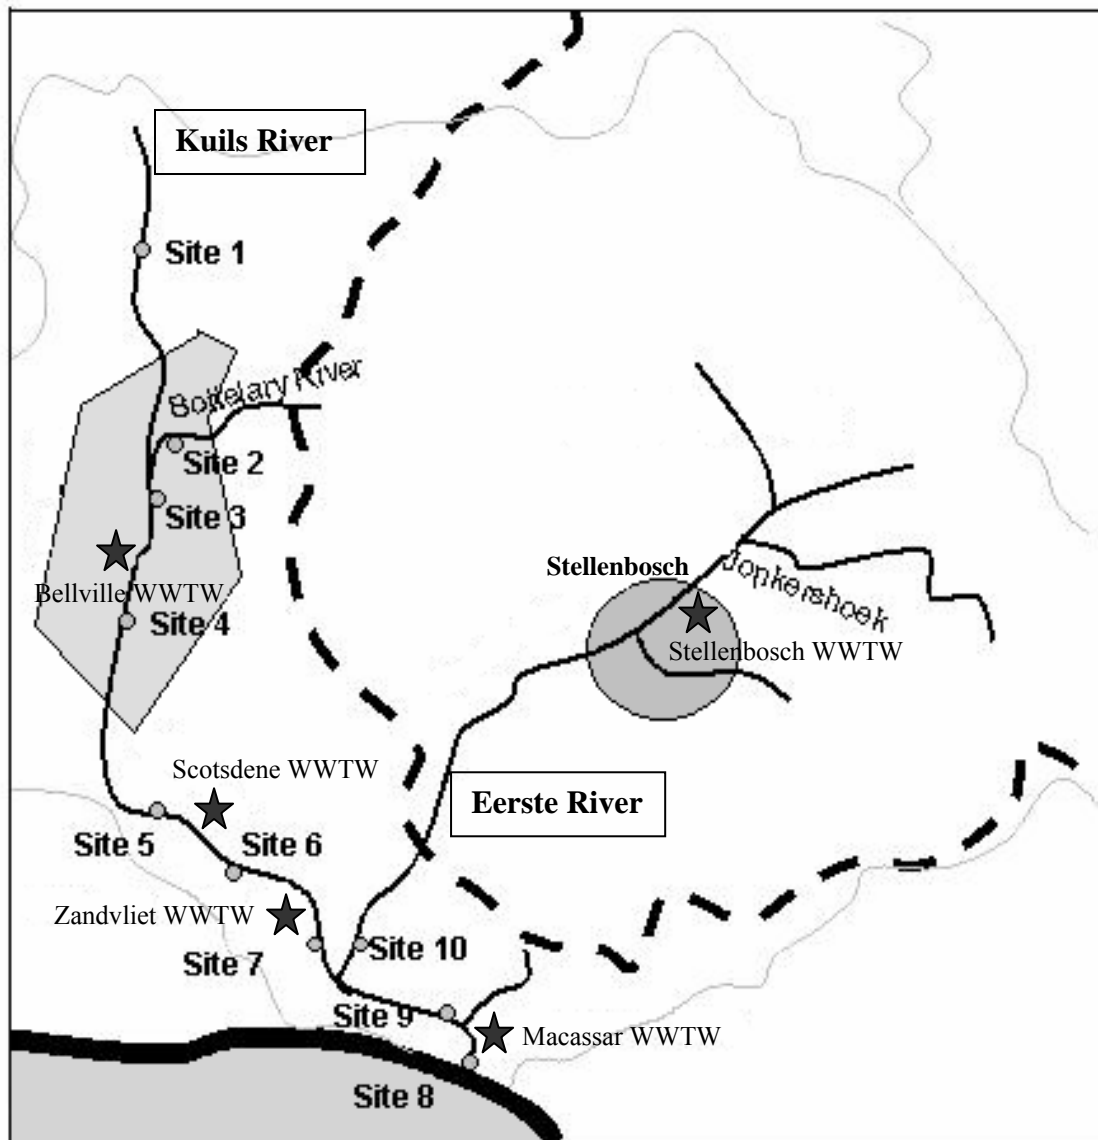 Kuils River
Site 1
Bottelary River
Site 2
Site 3
Stellenbosch
Jonkershoek
Bellville WWTW
Site 4
Stellenbosch WWTW
Scotsdene WWTW
Eerste River
Site 5
Site 6
Zandvliet WWTW
Site 10
Site 7
Site 9
Macassar WWTW
Site 8